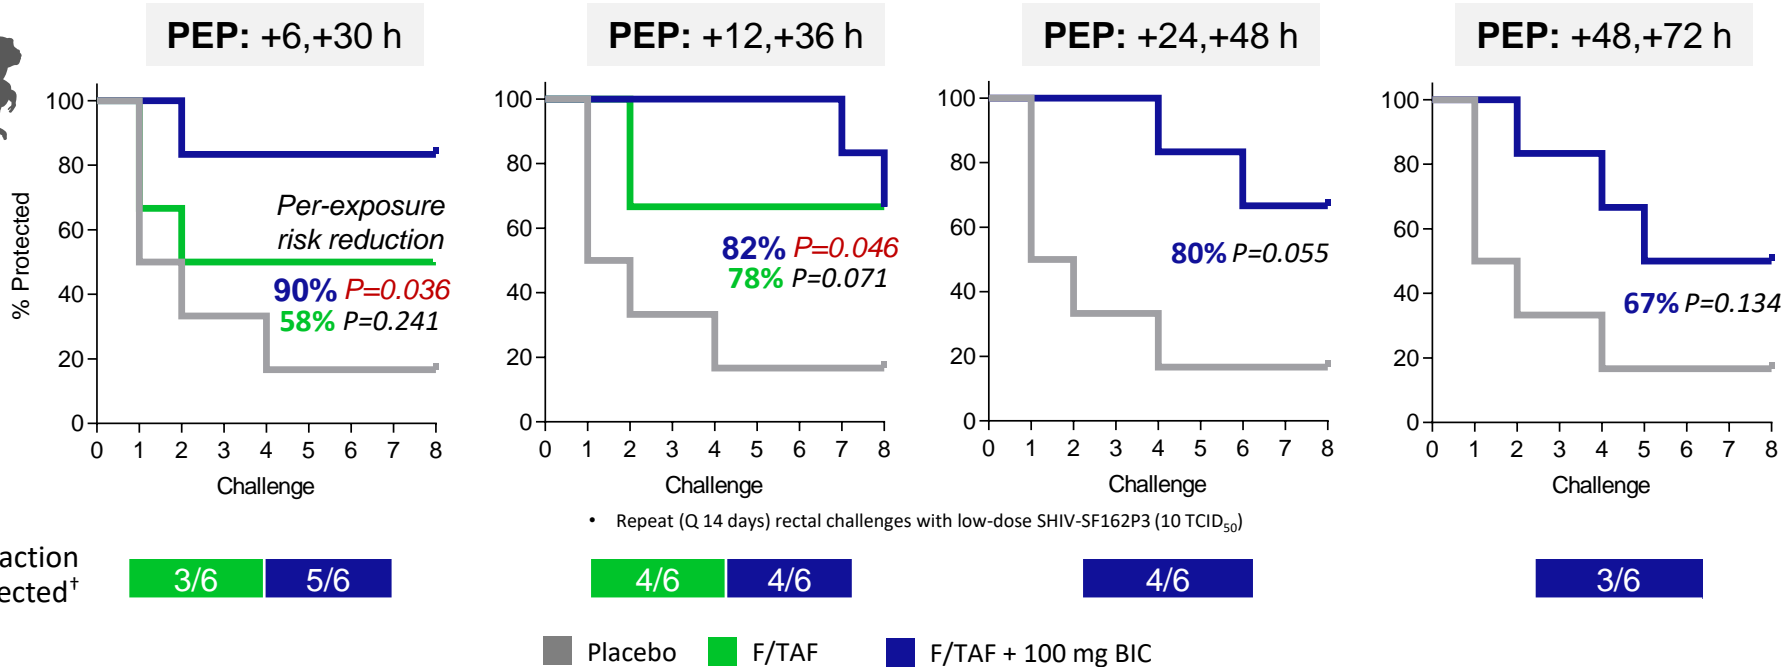 PEP: +6,+30 h
PEP: +12,+36 h
PEP: +24,+48 h
PEP: +48,+72 h
% Protected
100
80
60
40
20
0
0 1 2 3 4 5 6 7 8
Challenge
Per-exposure
risk reduction
90% P=0.036
58% P=0.241
100
80
60
40
20
0
0 1 2 3 4 5 6 7 8
Challenge
82% P=0.046
78% P=0.071
100
80
60
40
20
0
0 1 2 3 4 5 6 7 8
Challenge
80% P=0.055
100
80
60
40
20
0
0 1 2 3 4 5 6 7 8
Challenge
67% P=0.134
• Repeat (Q 14 days) rectal challenges with low-dose SHIV-SF162P3 (10 TCID50)
action
ected†
3/6 5/6
4/6 4/6
4/6
3/6
Placebo F/TAF F/TAF + 100 mg BIC